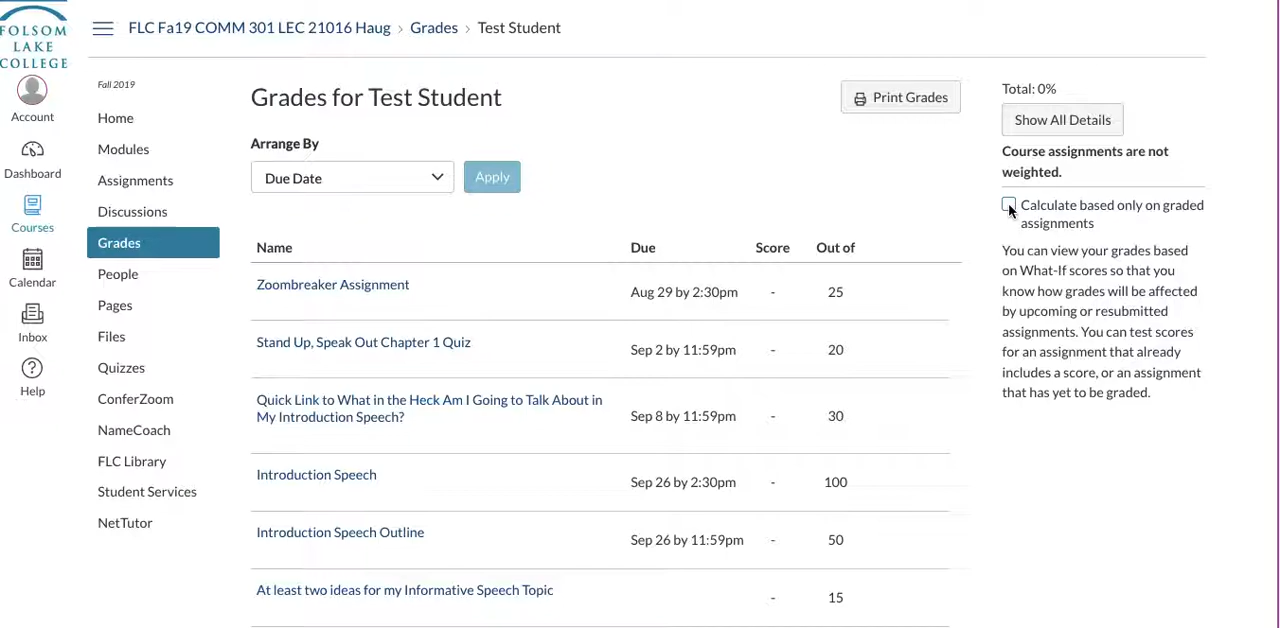 FOLSOM
LAKE
COLLEGE
Account
Dashboard
Courses
Calendar
Inbox
Help
FLC Fa19 COMM 301 LEC 21016 Haug › Grades › Test Student
Fall 2019
Home
Modules
Assignments
Discussions
Grades
People
Pages
Files
Quizzes
ConferZoom
NameCoach
FLC Library
Student Services
NetTutor
Grades for Test Student
Print Grades
Arrange By
Due Date
Apply
Name Due Score Out of
Zoombreaker Assignment
Aug 29 by 2:30pm - 25
Stand Up, Speak Out Chapter 1 Quiz
Sep 2 by 11:59pm - 20
Quick Link to What in the Heck Am I Going to Talk About in
My Introduction Speech?
Sep 8 by 11:59pm - 30
Introduction Speech
Sep 26 by 2:30pm - 100
Introduction Speech Outline
Sep 26 by 11:59pm - 50
At least two ideas for my Informative Speech Topic
- 15
Total: 0%
Show All Details
Course assignments are not
weighted.
Calculate based only on graded
assignments
You can view your grades based
on What-If scores so that you
know how grades will be affected
by upcoming or resubmitted
assignments. You can test scores
for an assignment that already
includes a score, or an assignment
that has yet to be graded.